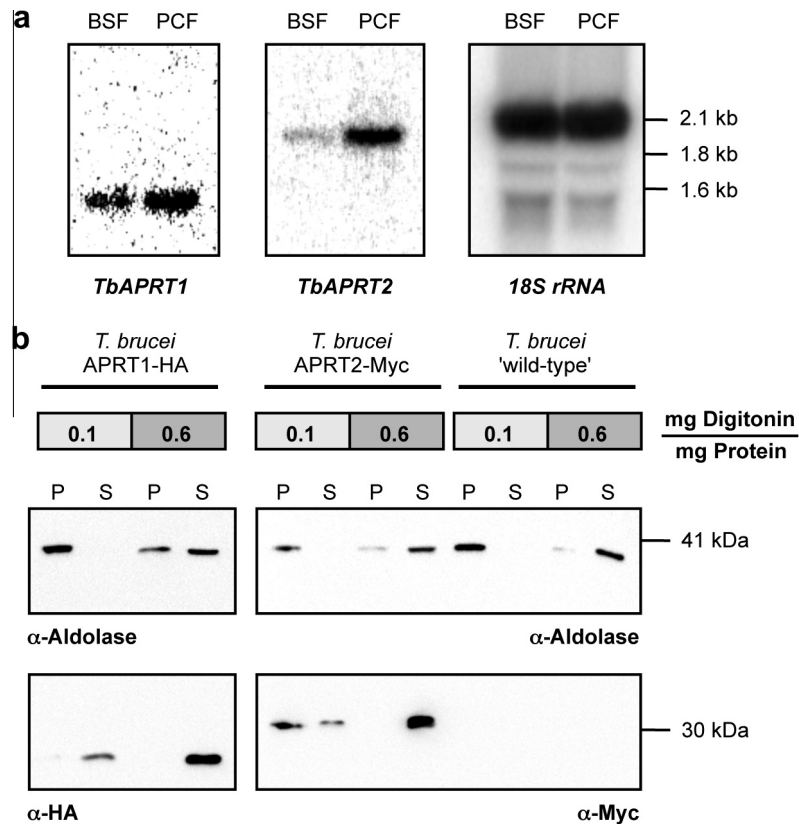 a
BSF PCF BSF PCF BSF PCF
2.1 kb
1.8 kb
1.6 kb
TbAPRT1 TbAPRT2 18S rRNA
b
T. brucei T. brucei T. brucei
APRT1-HA APRT2-Myc 'wild-type'
0.1 0.6 0.1 0.6 0.1 0.6
mg Digitonin
mg Protein
P S P S P S P S P S P S
41 kDa
α-Aldolase α-Aldolase
30 kDa
α-HA α-Myc